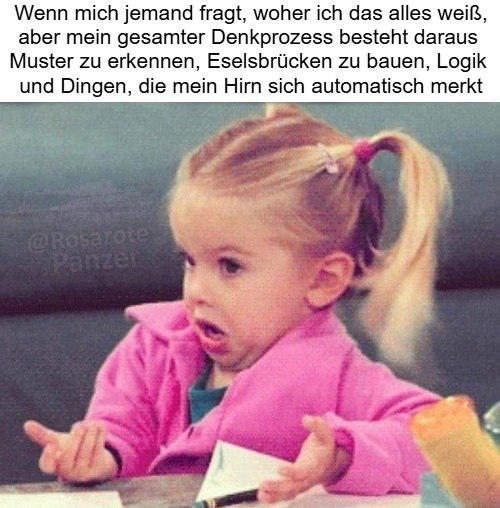 Wenn mich jemand fragt, woher ich das alles weiß,
aber mein gesamter Denkprozess besteht daraus
Muster zu erkennen, Eselsbrücken zu bauen, Logik
und Dingen, die mein Hirn sich automatisch merkt
@Rosarote
Panzer